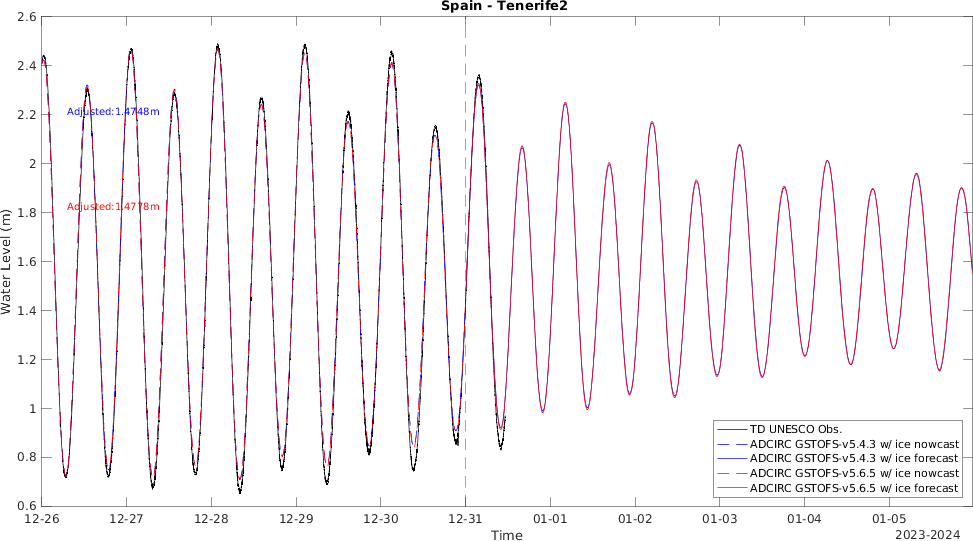 Spain - Tenerife2
Water Level (m)
2.6
2.4
2.2
2
1.8
1.6
1.4
1.2
1
0.8
0.6
Adjusted:1.4748m
Adjusted:1.4778m
TD UNESCO Obs.
ADCIRC GSTOFS-v5.4.3 w/ ice nowcast
ADCIRC GSTOFS-v5.4.3 w/ ice forecast
ADCIRC GSTOFS-v5.6.5 w/ ice nowcast
ADCIRC GSTOFS-v5.6.5 w/ ice forecast
12-26 12-27 12-28 12-29 12-30 12-31 01-01 01-02 01-03 01-04 01-05
Time
2023-2024